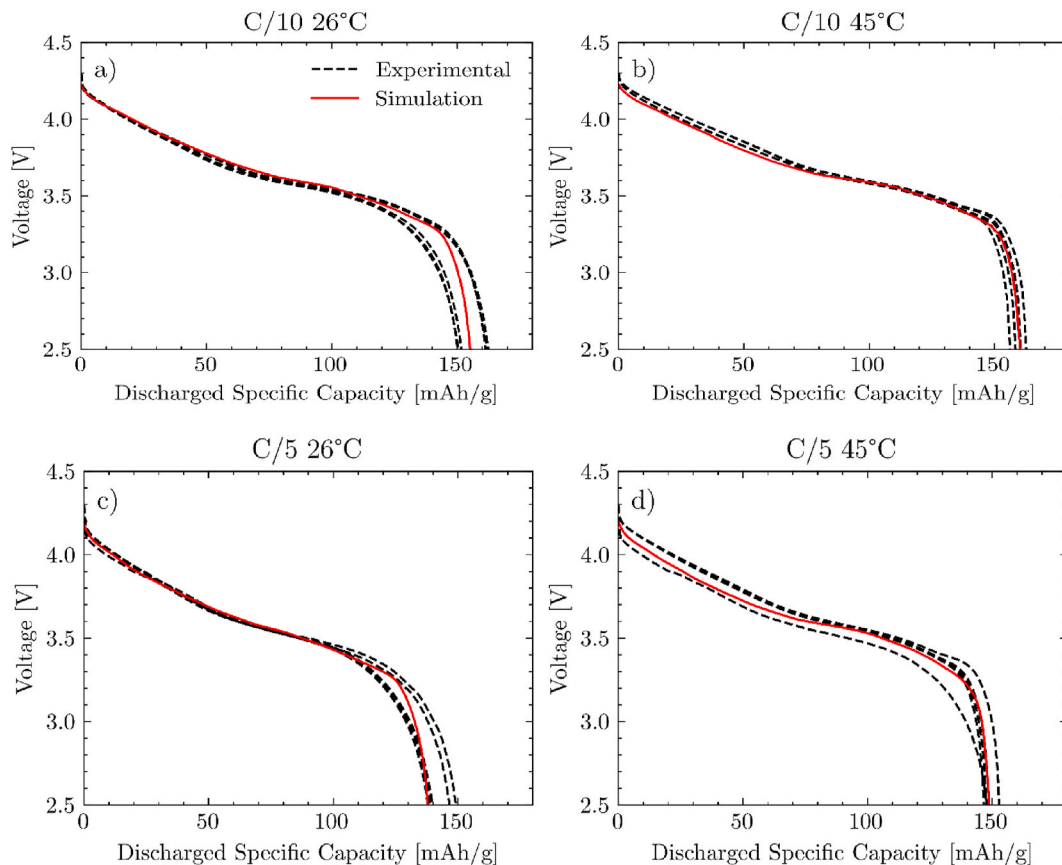 C/10 26°C
4.5
4.0
3.5
3.0
2.5
Voltage [V]
a)
Experimental
Simulation
0
50
100
150
Discharged Specific Capacity [mAh/g]
C/10 45°C
4.5
4.0
3.5
3.0
2.5
Voltage [V]
b)
0
50
100
150
Discharged Specific Capacity [mAh/g]
C/5 26°C
4.5
4.0
3.5
3.0
2.5
Voltage [V]
c)
0
50
100
150
Discharged Specific Capacity [mAh/g]
C/5 45°C
4.5
4.0
3.5
3.0
2.5
Voltage [V]
d)
0
50
100
150
Discharged Specific Capacity [mAh/g]